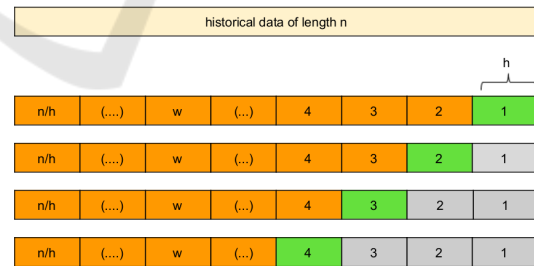 historical data of length n
h
n/h (....) w (...) 4 3 2 1
n/h (....) w (...) 4 3 2 1
n/h (....) w (...) 4 3 2 1
n/h (....) w (...) 4 3 2 1